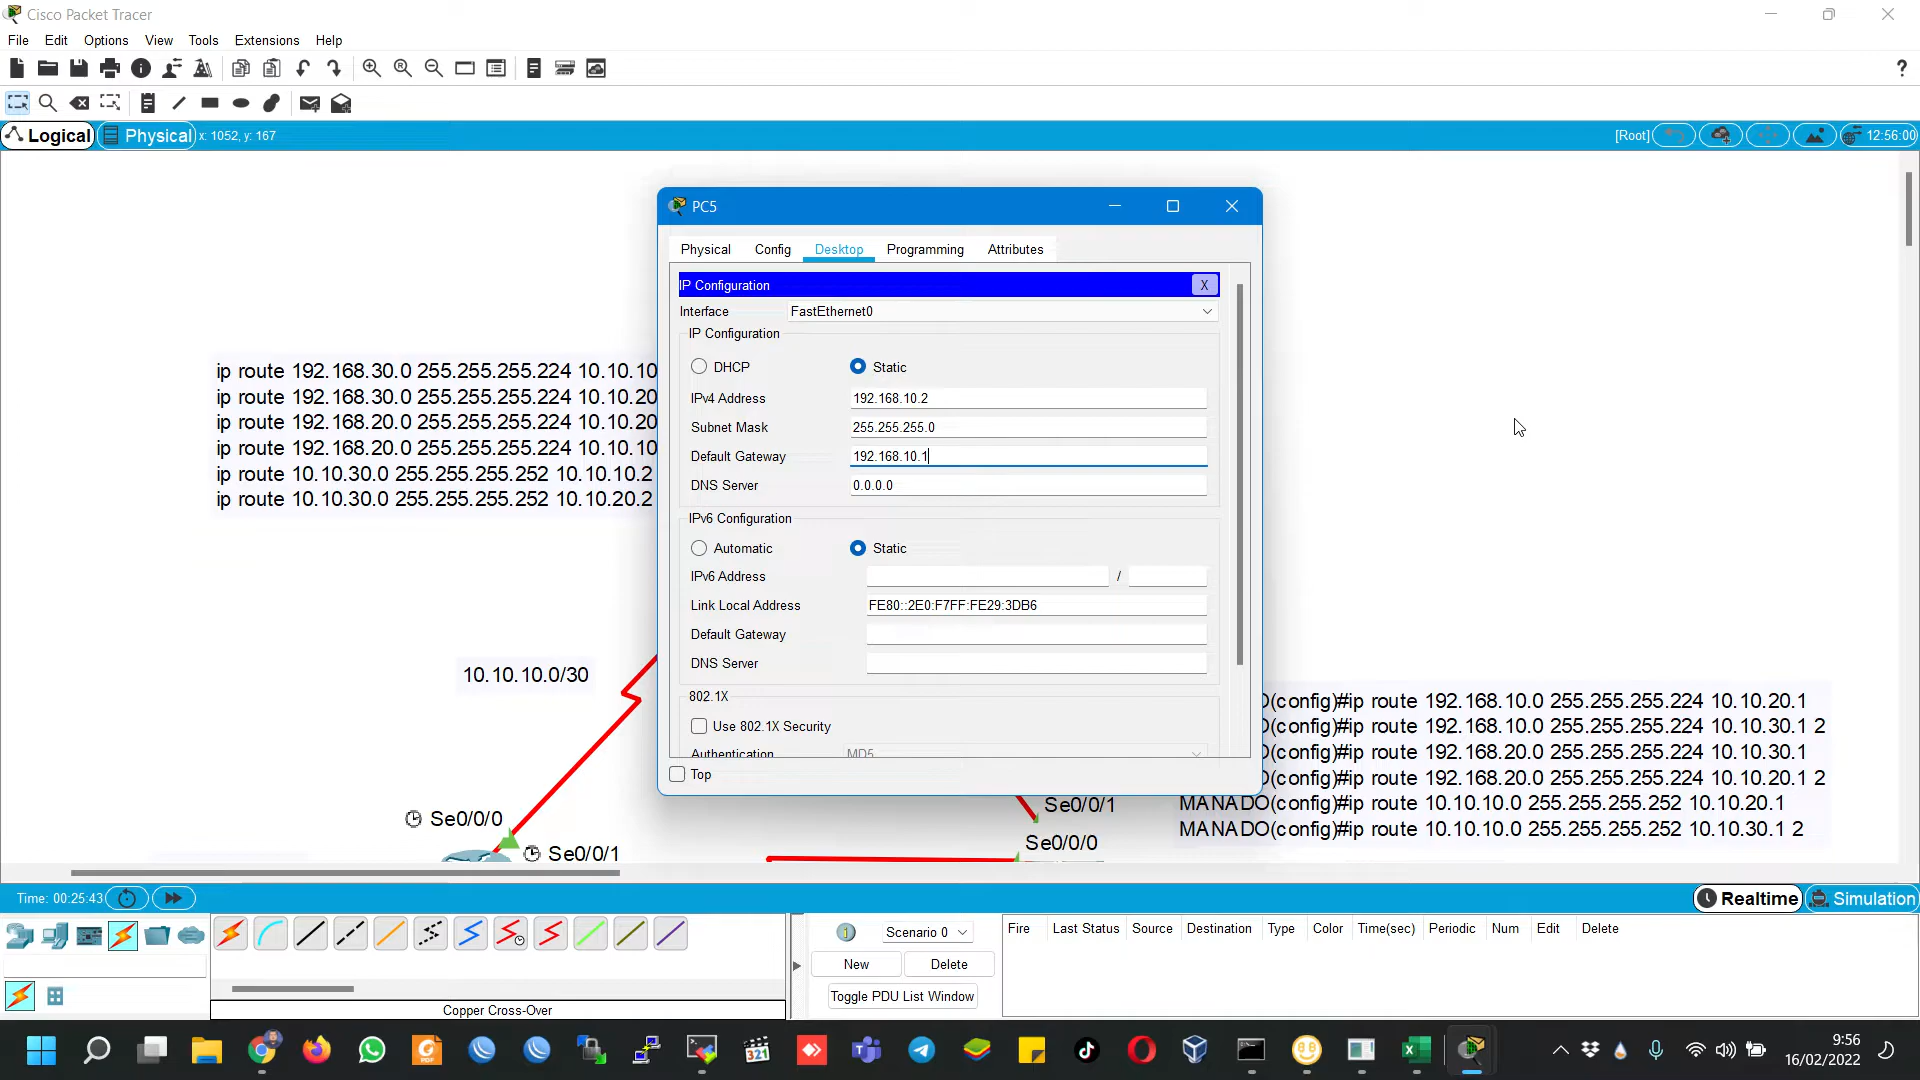 Cisco Packet Tracer
File Edit Options View Tools Extensions Help
?
Logical Physical x: 1052, y: 167 [Root] 12:56:00
ip route 192.168.30.0 255.255.255.224 10.10.10
ip route 192.168.30.0 255.255.255.224 10.10.20
ip route 192.168.20.0 255.255.255.224 10.10.20
ip route 192.168.20.0 255.255.255.224 10.10.10
ip route 10.10.30.0 255.255.255.252 10.10.10.2
ip route 10.10.30.0 255.255.255.252 10.10.20.2
10.10.10.0/30
Se0/0/0
Se0/0/1
PC5
Physical Config Desktop Programming Attributes
IP Configuration X
Interface FastEthernet0
IP Configuration
DHCP Static
IPv4 Address 192.168.10.2
Subnet Mask 255.255.255.0
Default Gateway 192.168.10.1
DNS Server 0.0.0.0
IPv6 Configuration
Automatic Static
IPv6 Address /
Link Local Address FE80::2E0:F7FF:FE29:3DB6
Default Gateway
DNS Server
802.1X
Use 802.1X Security
Authentication MD5
Top
Se0/0/1
Se0/0/0
(config)#ip route 192.168.10.0 255.255.255.224 10.10.20.1
(config)#ip route 192.168.10.0 255.255.255.224 10.10.30.1 2
(config)#ip route 192.168.20.0 255.255.255.224 10.10.30.1
(config)#ip route 192.168.20.0 255.255.255.224 10.10.20.1 2
MANADO(config)#ip route 10.10.10.0 255.255.255.252 10.10.20.1
MANADO(config)#ip route 10.10.10.0 255.255.255.252 10.10.30.1 2
Time: 00:25:43 Realtime Simulation
Copper Cross-Over
1 Scenario 0
New Delete
Toggle PDU List Window
Fire Last Status Source Destination Type Color Time(sec) Periodic Num Edit Delete
321
9:56
16/02/2022